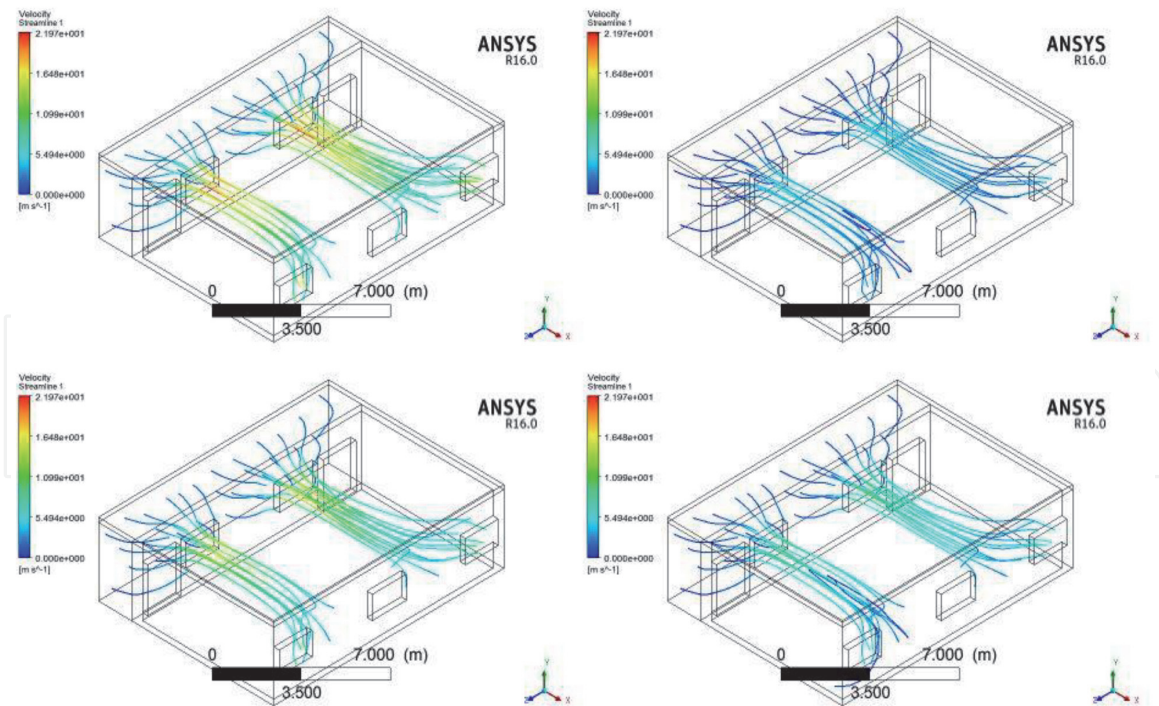 Velocity
Streamline 1
2.197e+001
1.648e+001
1.099e+001
5.494e+000
0.000e+000
[m s^-1]
ANSYS
R16.0
0 7.000 (m)
3.500
Y
Z X
Velocity
Streamline 1
2.197e+001
1.648e+001
1.099e+001
5.494e+000
0.000e+000
[m s^-1]
ANSYS
R16.0
0 7.000 (m)
3.500
Y
Z X
Velocity
Streamline 1
2.197e+001
1.648e+001
1.099e+001
5.494e+000
0.000e+000
[m s^-1]
ANSYS
R16.0
0 7.000 (m)
3.500
Y
Z X
Velocity
Streamline 1
2.197e+001
1.648e+001
1.099e+001
5.494e+000
0.000e+000
[m s^-1]
ANSYS
R16.0
0 7.000 (m)
3.500
Y
Z X